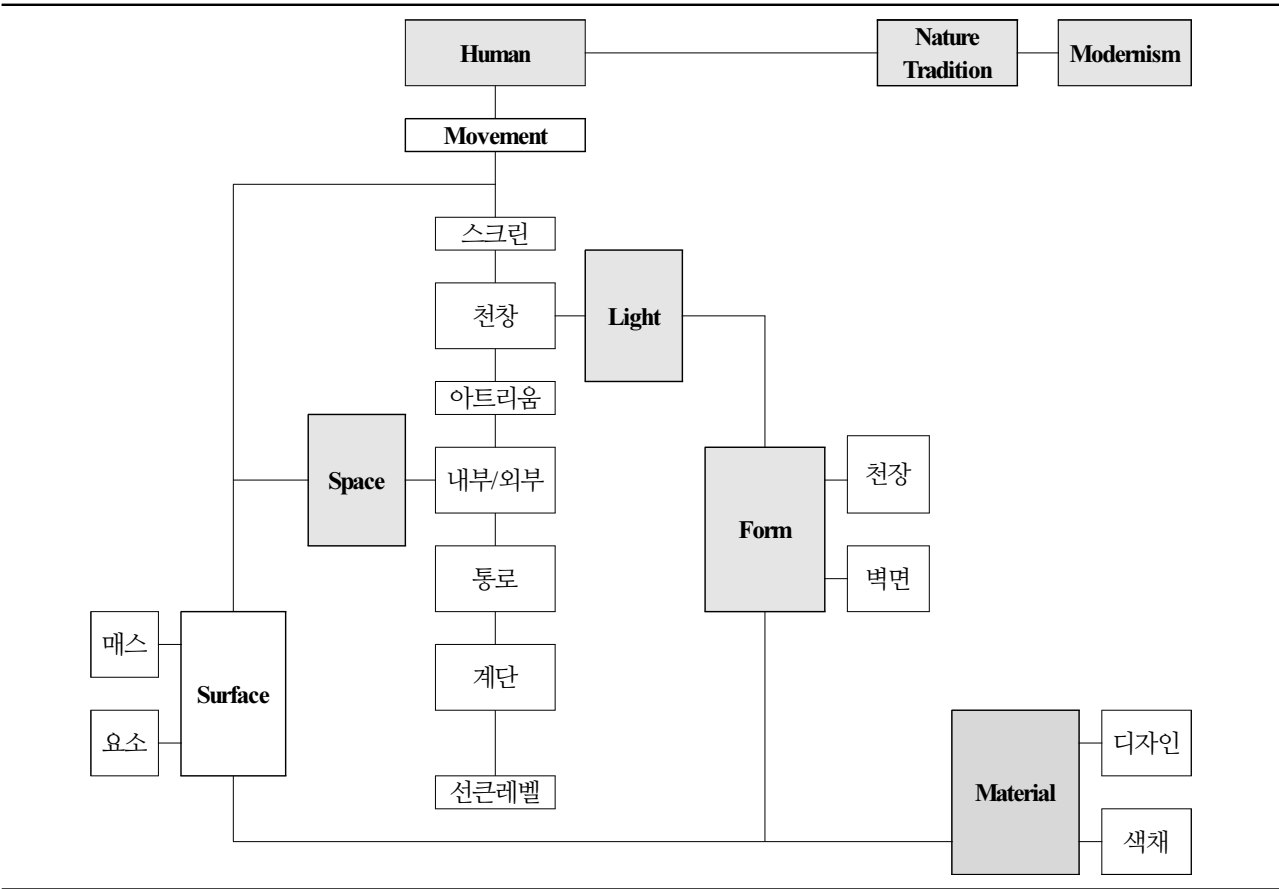 Human
Nature
Tradition
Modernism
Movement
스크린
천창
Light
아트리움
Space
내부/외부
천장
Form
통로
벽면
매스
Surface
계단
요소
선큰레벨
디자인
Material
색채